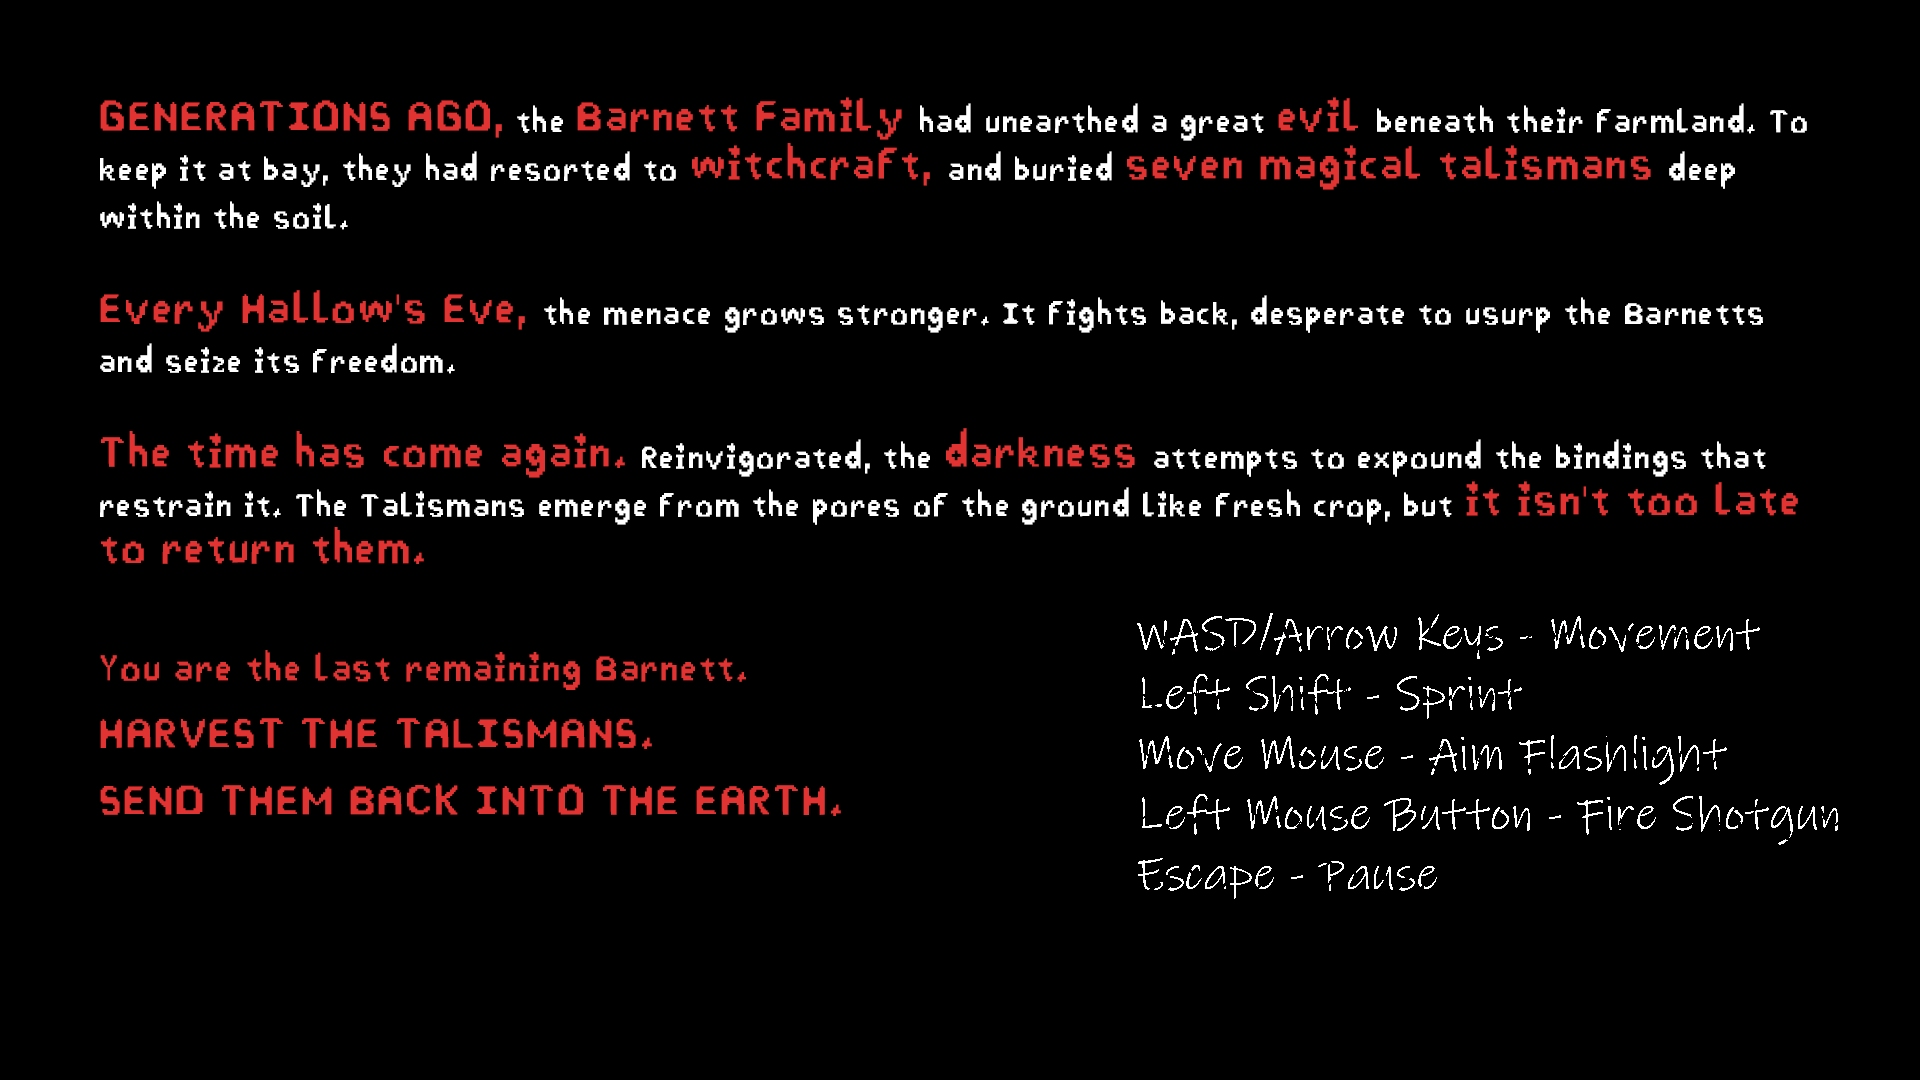 GENERATIONS AGO, the Barnett Family had unearthed a great evil beneath their farmland. To
keep it at bay, they had resorted to witchcraft, and buried seven magical talismans deep
within the soil.
Every Hallow's Eve, the menace grows stronger. It fights back, desperate to usurp the Barnetts
and seize its freedom.
The time has come again. Reinvigorated, the darkness attempts to expound the bindings that
restrain it. The Talismans emerge from the pores of the ground like fresh crop, but it isn't too late
to return them.
You are the last remaining Barnett.
HARVEST THE TALISMANS.
SEND THEM BACK INTO THE EARTH.
WASD/Arrow Keys - Movement
Left Shift - Sprint
Move Mouse - Aim Flashlight
Left Mouse Button - Fire Shotgun
Escape - Pause